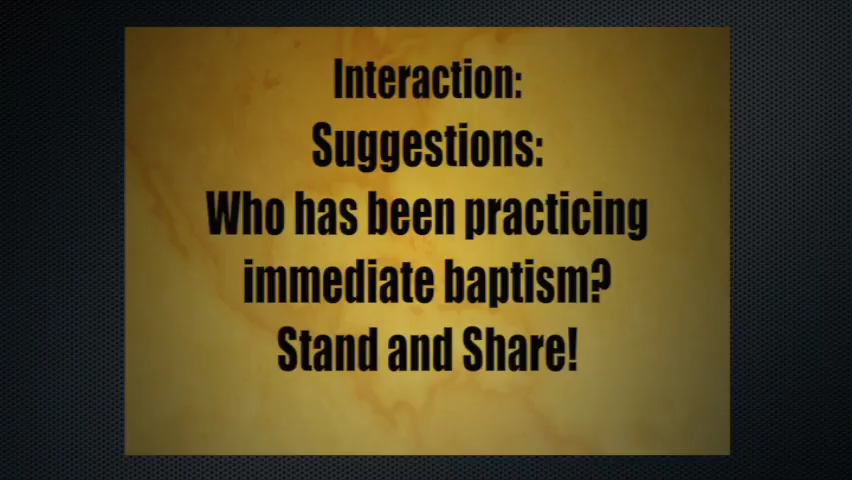 Interaction:
Suggestions:
Who has been practicing
immediate baptism?
Stand and Share!